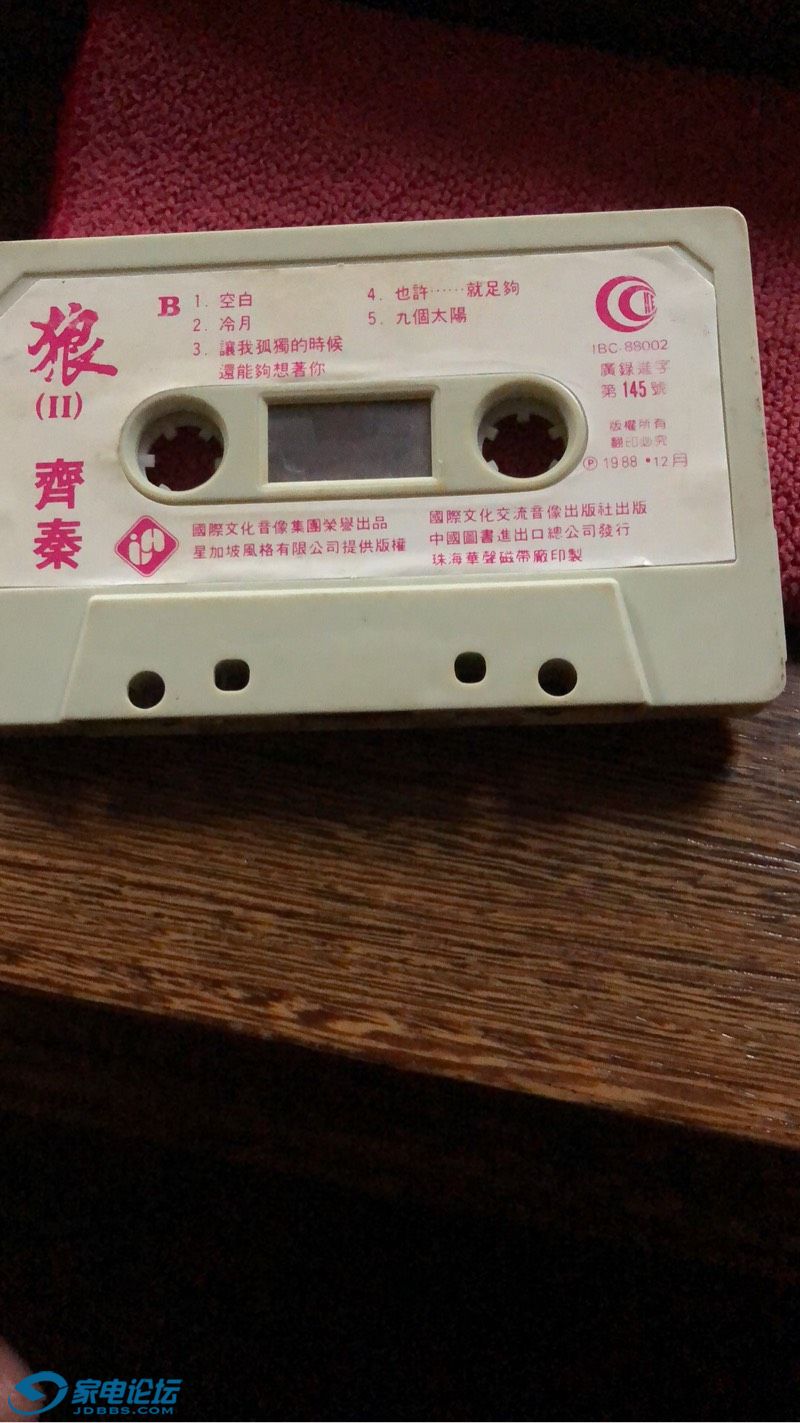 狼
(II)
齊秦
B
1. 空白
2. 冷月
3. 讓我孤獨的時候
還能夠想著你
4. 也許……就足夠
5. 九個太陽
IBC-88002
廣録進字
第145號
版權所有
翻印必究
Ⓟ 1988·12月
國際文化音像集團榮譽出品
星加坡風格有限公司提供版權
國際文化交流音像出版社出版
中國圖書進出口總公司發行
珠海華聲磁帶廠印製
家电论坛
JDBBS.COM